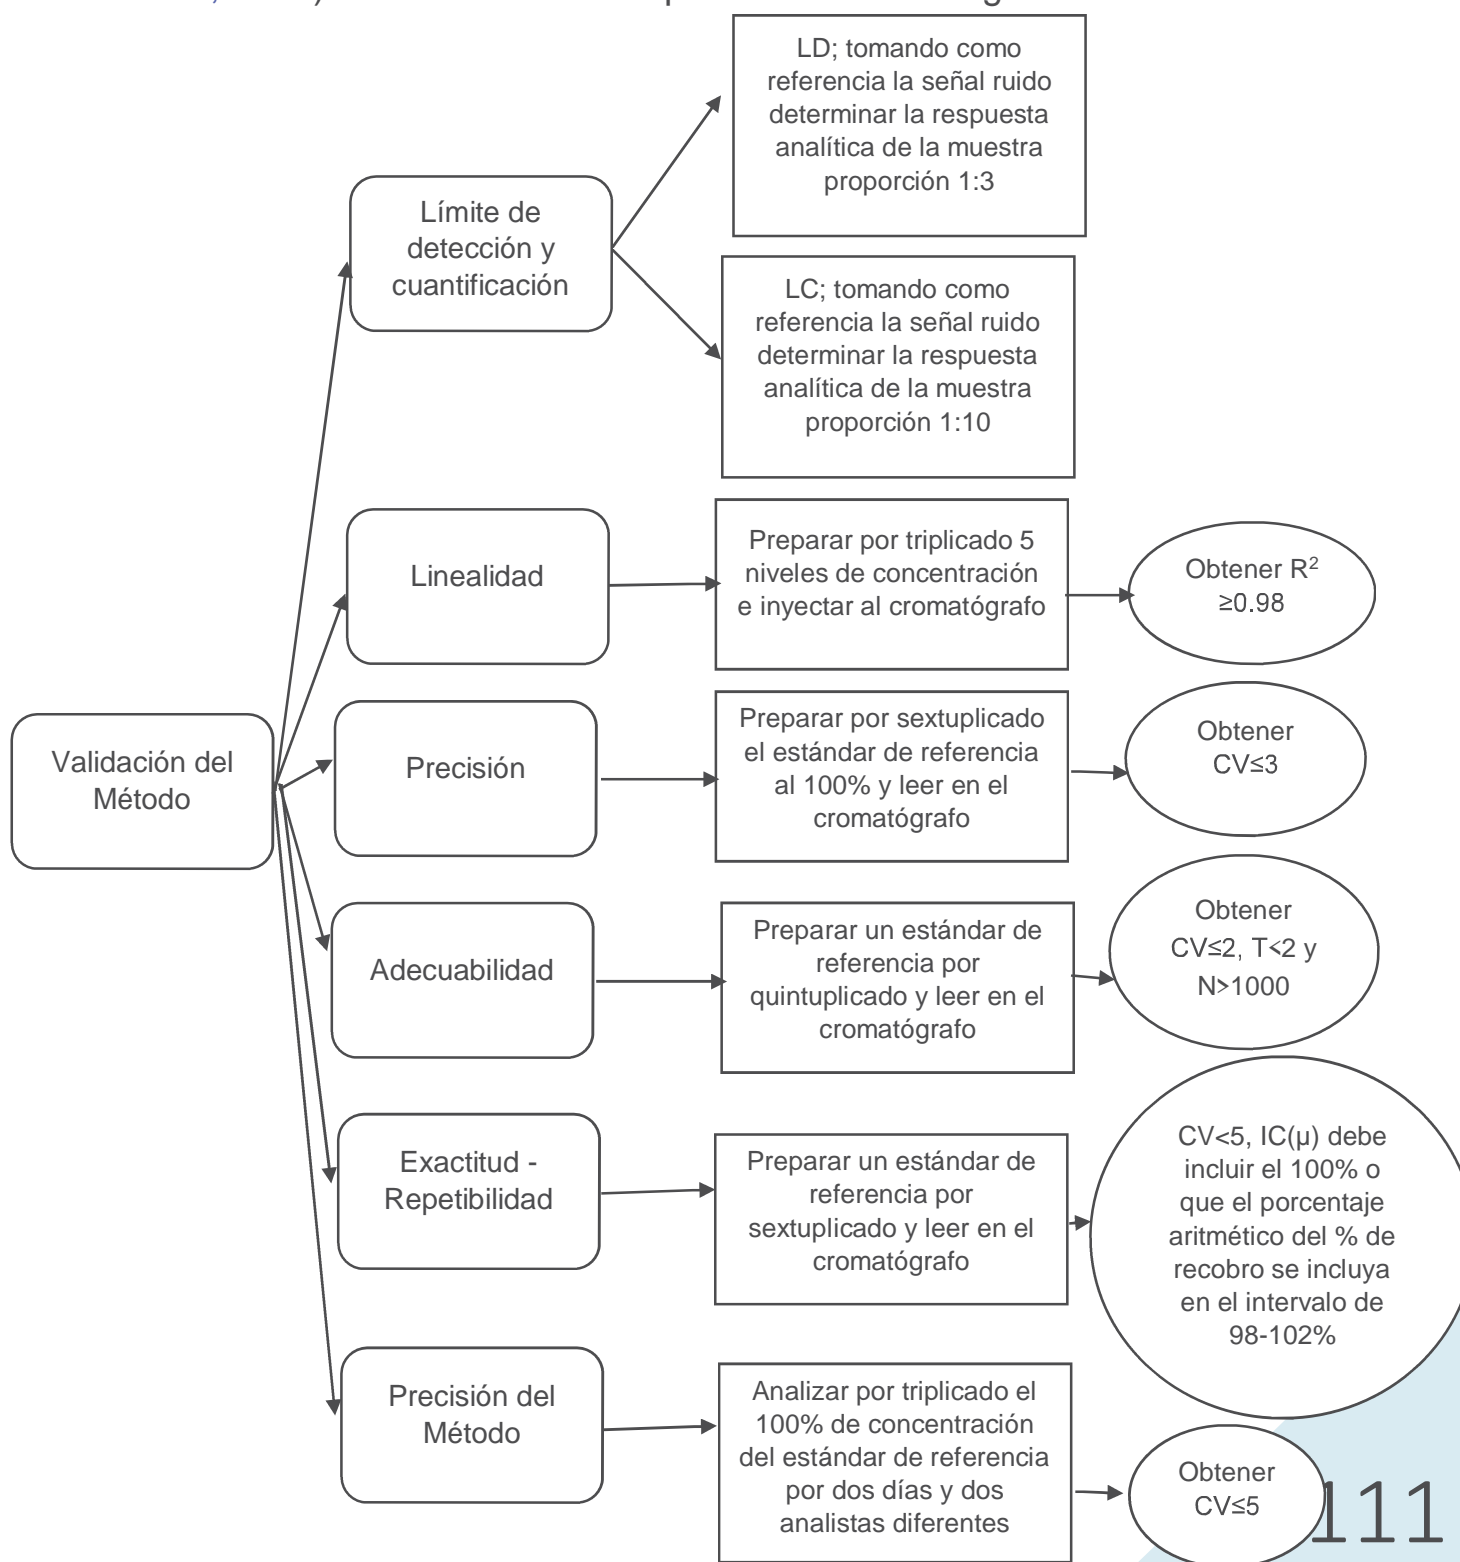 LD; tomando como
referencia la señal ruido
determinar la respuesta
analítica de la muestra
proporción 1:3
Límite de
detección y
cuantificación
LC; tomando como
referencia la señal ruido
determinar la respuesta
analítica de la muestra
proporción 1:10
Linealidad
Preparar por triplicado 5
niveles de concentración
e inyectar al cromatógrafo
Obtener R²
≥0.98
Validación del
Método
Precisión
Preparar por sextuplicado
el estándar de referencia
al 100% y leer en el
cromatógrafo
Obtener
CV≤3
Adecuabilidad
Preparar un estándar de
referencia por
quintuplicado y leer en el
cromatógrafo
Obtener
CV≤2, T<2 y
N>1000
Exactitud -
Repetibilidad
Preparar un estándar de
referencia por
sextuplicado y leer en el
cromatógrafo
CV<5, IC(μ) debe
incluir el 100% o
que el porcentaje
aritmético del % de
recobro se incluya
en el intervalo de
98-102%
Precisión del
Método
Analizar por triplicado el
100% de concentración
del estándar de referencia
por dos días y dos
analistas diferentes
Obtener
CV≤5
111